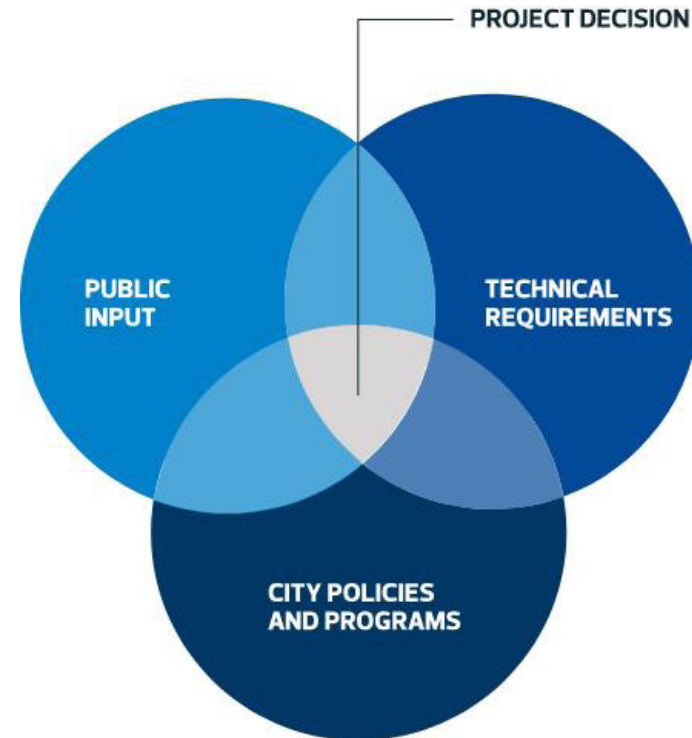 PROJECT DECISION
PUBLIC
INPUT
TECHNICAL
REQUIREMENTS
CITY POLICIES
AND PROGRAMS